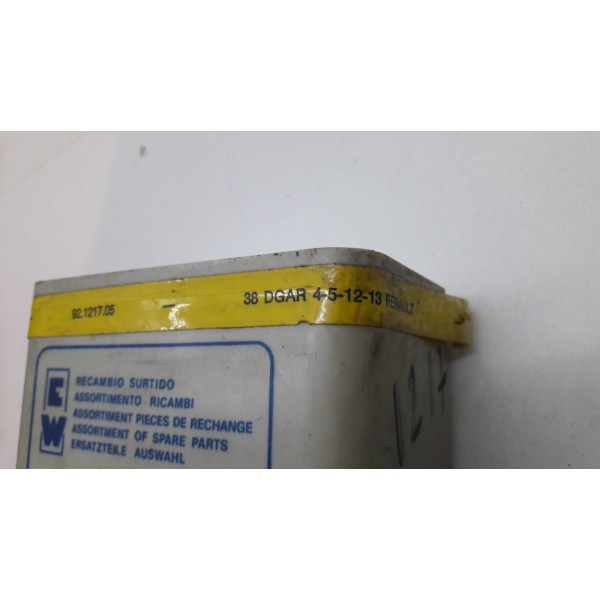 92.1217.05 - 38 DGAR 4-5-12-13 RENAULT
E W
RECAMBIO SURTIDO
ASSORTIMENTO RICAMBI
ASSORTIMENT PIECES DE RECHANGE
ASSORTMENT OF SPARE PARTS
ERSATZTEILE AUSWAHL